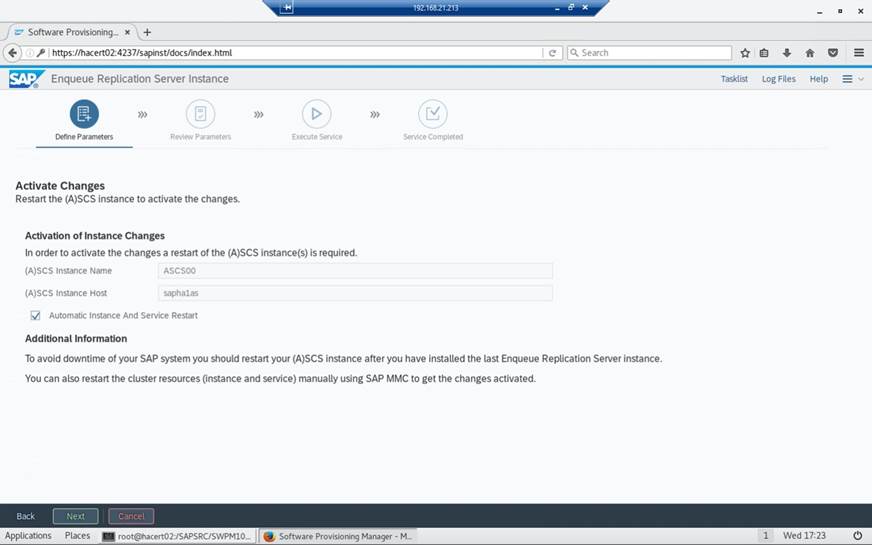 192.168.21.213
Software Provisioning...
https://hacert02:4237/sapinst/docs/index.html
Search
SAP Enqueue Replication Server Instance
Tasklist Log Files Help
Define Parameters
Review Parameters
Execute Service
Service Completed
Activate Changes
Restart the (A)SCS instance to activate the changes.
Activation of Instance Changes
In order to activate the changes a restart of the (A)SCS instance(s) is required.
(A)SCS Instance Name ASCS00
(A)SCS Instance Host sapha1as
Automatic Instance And Service Restart
Additional Information
To avoid downtime of your SAP system you should restart your (A)SCS instance after you have installed the last Enqueue Replication Server instance.
You can also restart the cluster resources (instance and service) manually using SAP MMC to get the changes activated.
Back Next Cancel
Applications Places root@hacert02:/SAPSRC/SWPM10... Software Provisioning Manager - M... 1 Wed 17:23